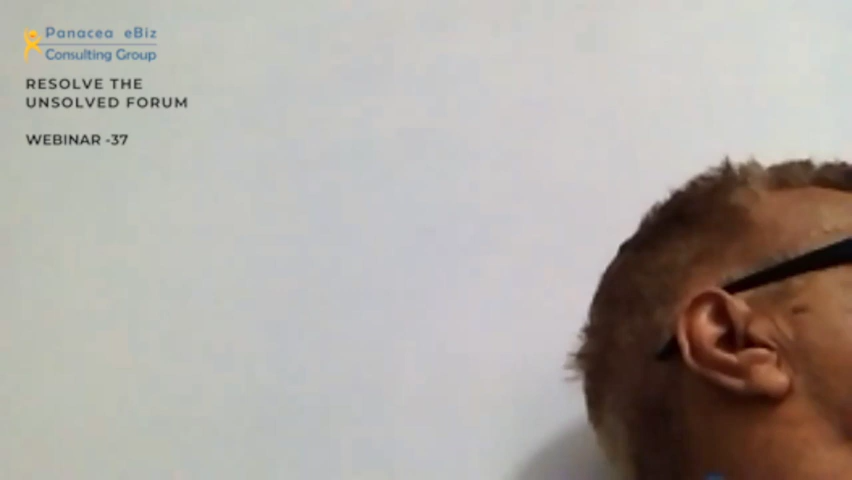 Panacea eBiz
Consulting Group
RESOLVE THE
UNSOLVED FORUM
WEBINAR -37